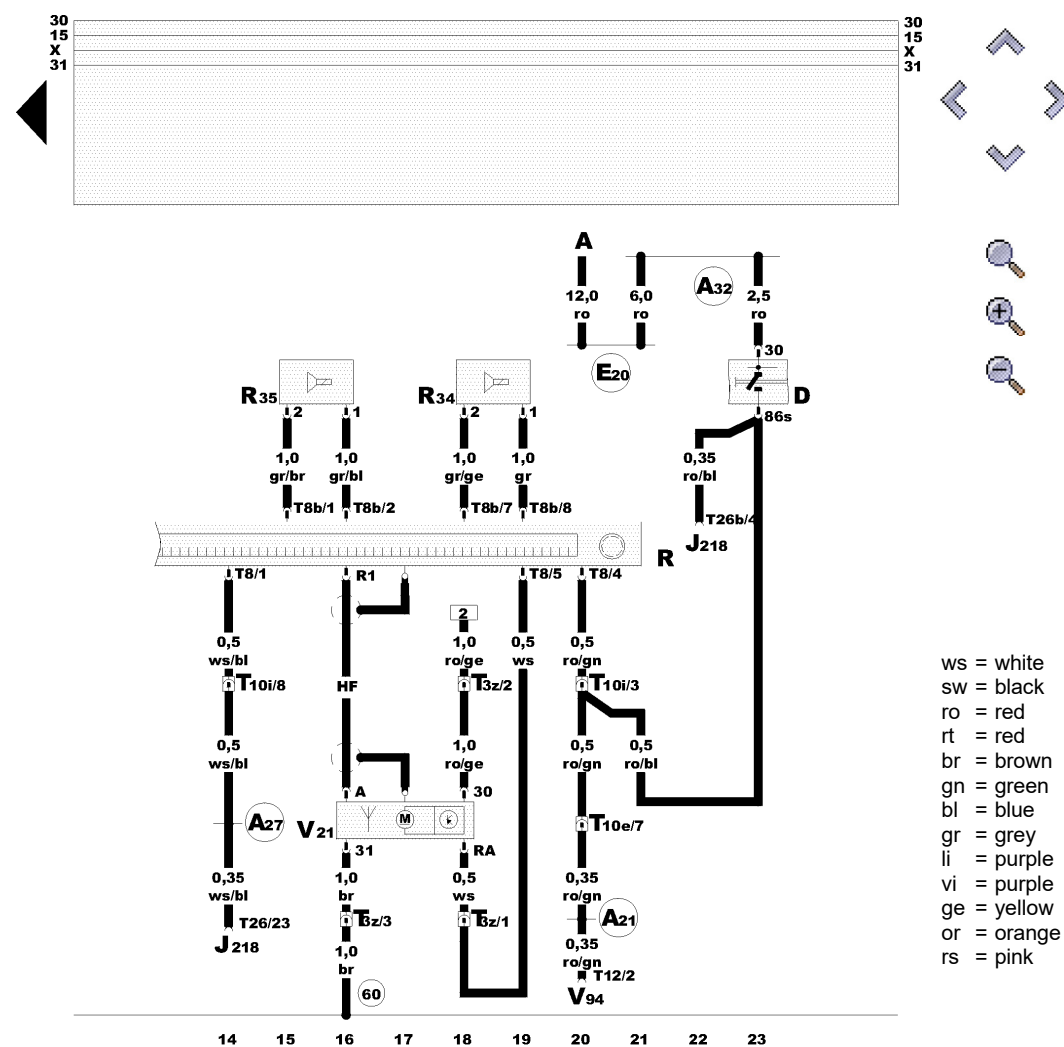 30 30
15 15
X X
31 31
A
12,0 6,0 A32 2,5
ro ro ro
30
E20
R35 R34 D
2 1 2 1 86s
1,0 1,0 1,0 1,0 0,35
gr/br gr/bl gr/ge gr ro/bl
T8b/1 T8b/2 T8b/7 T8b/8 T26b/4
J218
R
T8/1 R1 T8/5 T8/4
2
0,5 1,0 0,5 0,5
ws/bl ro/ge ws ro/gn
T10i/8 HF T3z/2 T10i/3
0,5 1,0 0,5 0,5
ws/bl ro/ge ro/gn ro/bl
A 30
A27 V21 M T10e/7
31 RA
0,35 1,0 0,5 0,35
ws/bl br ws ro/gn
T26/23 T3z/3 T3z/1 A21
J218 1,0 0,35
br ro/gn
T12/2
60 V94
14 15 16 17 18 19 20 21 22 23
ws = white
sw = black
ro = red
rt = red
br = brown
gn = green
bl = blue
gr = grey
li = purple
vi = purple
ge = yellow
or = orange
rs = pink